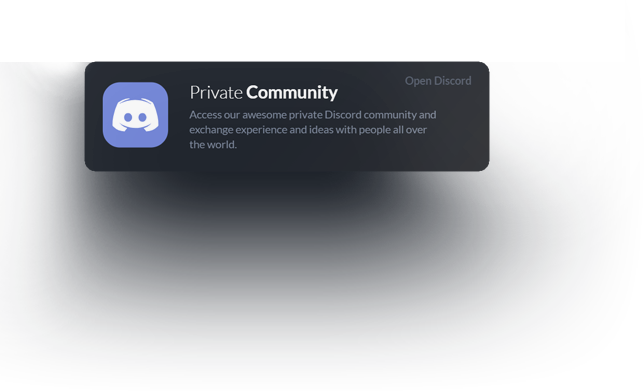 Open Discord
Private Community
Access our awesome private Discord community and
exchange experience and ideas with people all over
the world.